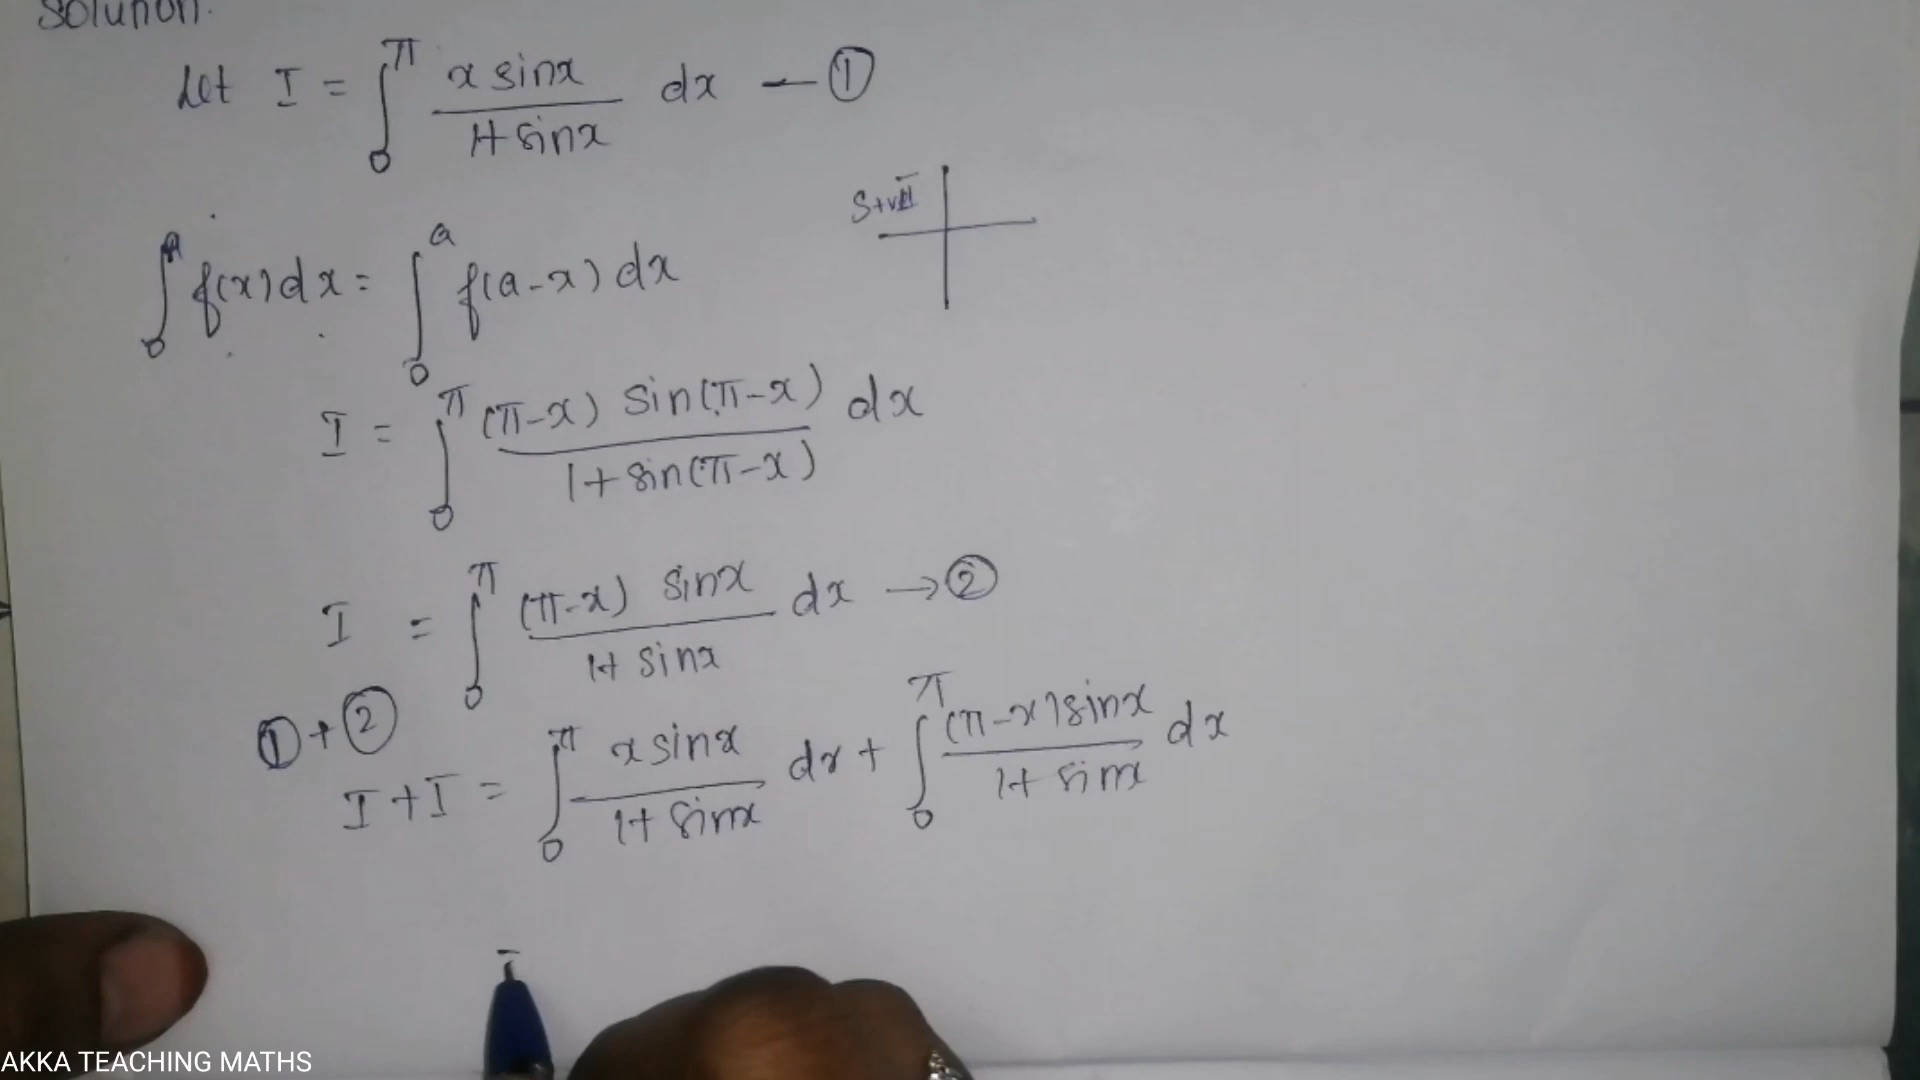 Solution:
Let I = ∫₀^π x sinx / 1+sinx dx — ①
S+ve II
∫₀^a f(x)dx = ∫₀^a f(a-x) dx
I = ∫₀^π (π-x) sin(π-x) / 1+sin(π-x) dx
I = ∫₀^π (π-x) sinx / 1+ sinx dx → ②
①+②
I+I = ∫₀^π x sinx / 1+ sinx dx + ∫₀^π (π-x)sinx / 1+ sinx dx
AKKA TEACHING MATHS